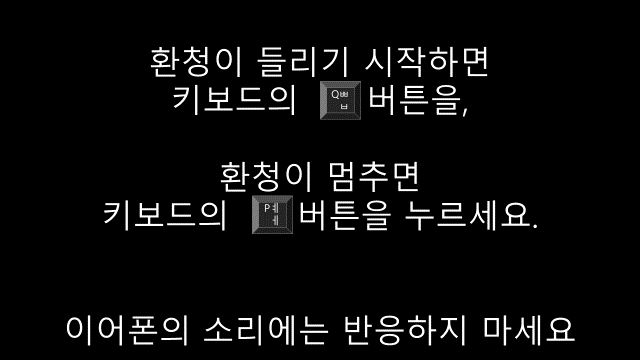 환청이 들리기 시작하면
키보드의 Qㅃㅂ 버튼을,
환청이 멈추면
키보드의 Pㅖㅔ 버튼을 누르세요.
이어폰의 소리에는 반응하지 마세요